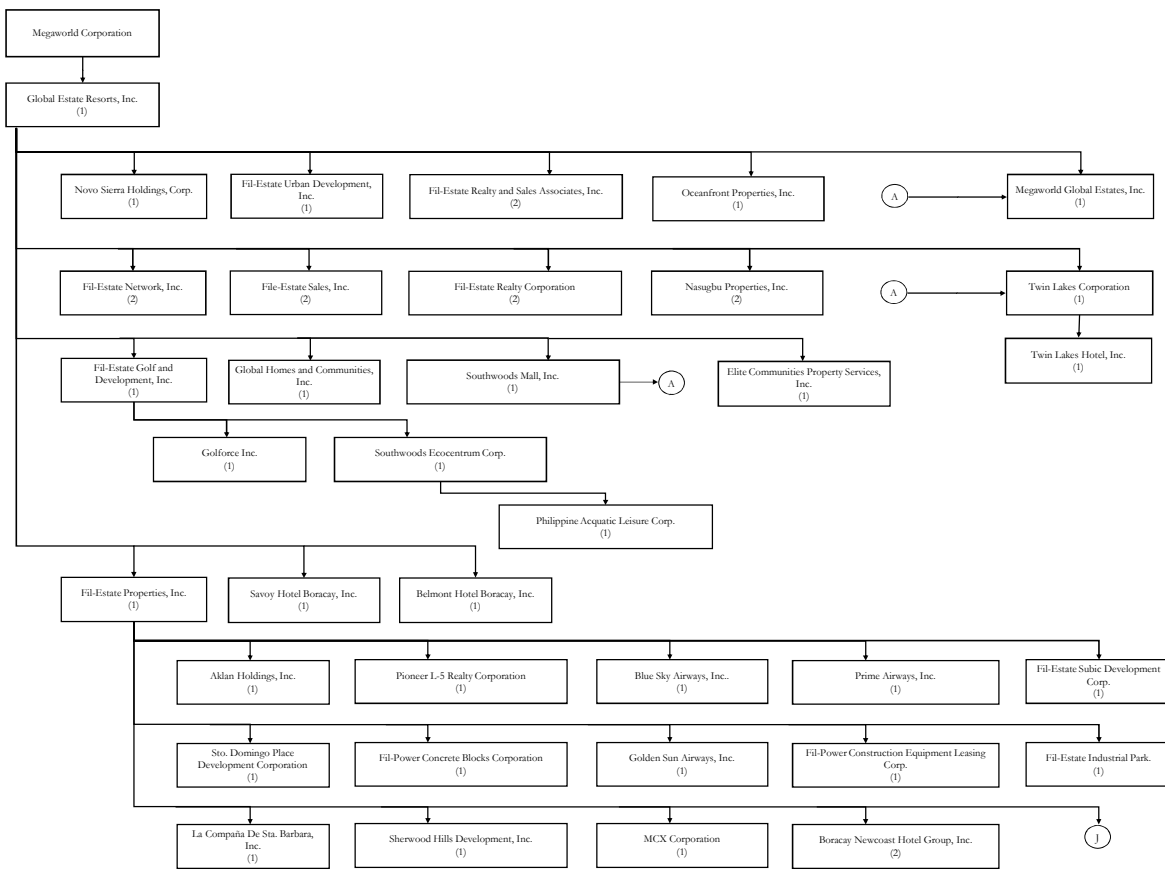 Megaworld Corporation
Global Estate Resorts, Inc.
(1)
Novo Sierra Holdings, Corp.
(1)
Fil-Estate Urban Development,
Inc.
(1)
Fil-Estate Realty and Sales Associates, Inc.
(2)
Oceanfront Properties, Inc.
(1)
A
Megaworld Global Estates, Inc.
(1)
Fil-Estate Network, Inc.
(2)
File-Estate Sales, Inc.
(2)
Fil-Estate Realty Corporation
(2)
Nasugbu Properties, Inc.
(2)
A
Twin Lakes Corporation
(1)
Twin Lakes Hotel, Inc.
(1)
Fil-Estate Golf and
Development, Inc.
(1)
Global Homes and Communities,
Inc.
(1)
Southwoods Mall, Inc.
(1)
A
Elite Communities Property Services,
Inc.
(1)
Golforce Inc.
(1)
Southwoods Ecocentrum Corp.
(1)
Philippine Acquatic Leisure Corp.
(1)
Fil-Estate Properties, Inc.
(1)
Savoy Hotel Boracay, Inc.
(1)
Belmont Hotel Boracay, Inc.
(1)
Aklan Holdings, Inc.
(1)
Pioneer L-5 Realty Corporation
(1)
Blue Sky Airways, Inc..
(1)
Prime Airways, Inc.
(1)
Fil-Estate Subic Development
Corp.
(1)
Sto. Domingo Place
Development Corporation
(1)
Fil-Power Concrete Blocks Corporation
(1)
Golden Sun Airways, Inc.
(1)
Fil-Power Construction Equipment Leasing
Corp.
(1)
Fil-Estate Industrial Park.
(1)
La Compaña De Sta. Barbara,
Inc.
(1)
Sherwood Hills Development, Inc.
(1)
MCX Corporation
(1)
Boracay Newcoast Hotel Group, Inc.
(2)
J